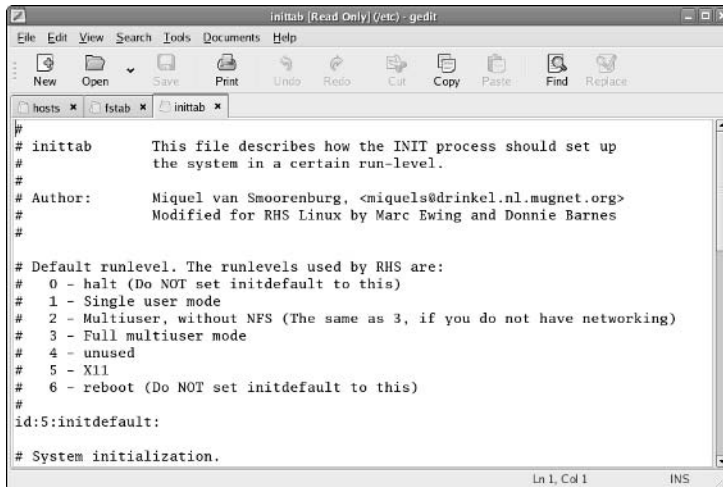 inittab [Read Only] (/etc) - gedit
File Edit View Search Tools Documents Help
New Open Save Print Undo Redo Cut Copy Paste Find Replace
hosts fstab inittab
#
# inittab This file describes how the INIT process should set up
# the system in a certain run-level.
#
# Author: Miquel van Smoorenburg, <miquels@drinkel.nl.mugnet.org>
# Modified for RHS Linux by Marc Ewing and Donnie Barnes
#
# Default runlevel. The runlevels used by RHS are:
# 0 - halt (Do NOT set initdefault to this)
# 1 - Single user mode
# 2 - Multiuser, without NFS (The same as 3, if you do not have networking)
# 3 - Full multiuser mode
# 4 - unused
# 5 - X11
# 6 - reboot (Do NOT set initdefault to this)
#
id:5:initdefault:
# System initialization.
Ln 1, Col 1 INS